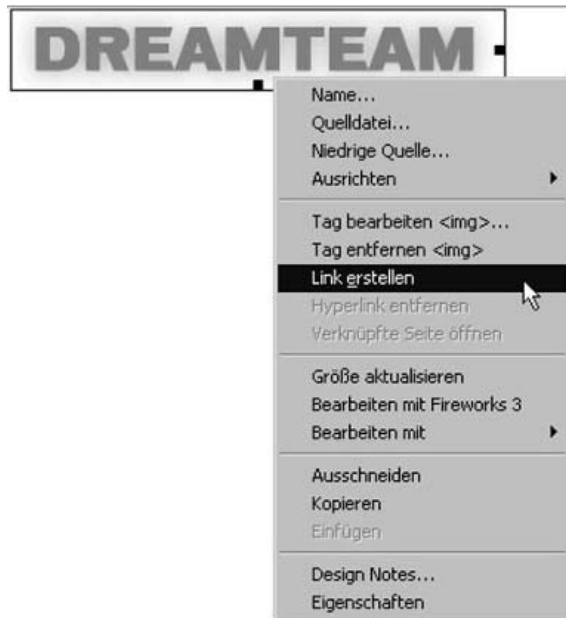 DREAMTEAM
Name...
Quelldatei...
Niedrige Quelle...
Ausrichten
Tag bearbeiten <img>...
Tag entfernen <img>
Link erstellen
Hyperlink entfernen
Verknüpfte Seite öffnen
Größe aktualisieren
Bearbeiten mit Fireworks 3
Bearbeiten mit
Ausschneiden
Kopieren
Einfügen
Design Notes...
Eigenschaften